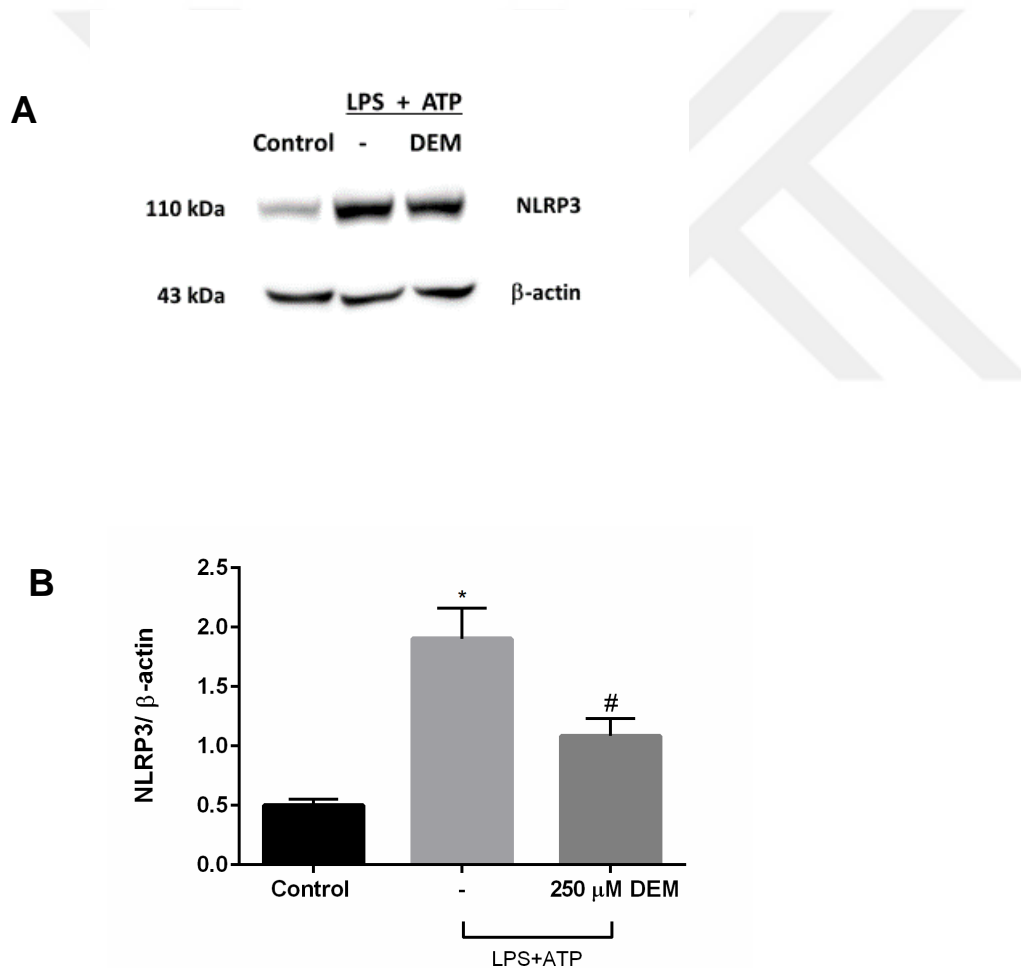 A
LPS + ATP
Control - DEM
110 kDa NLRP3
43 kDa β-actin
B
NLRP3/ β-actin
2.5
2.0
1.5
1.0
0.5
0.0
*
#
Control - 250 μM DEM
LPS+ATP